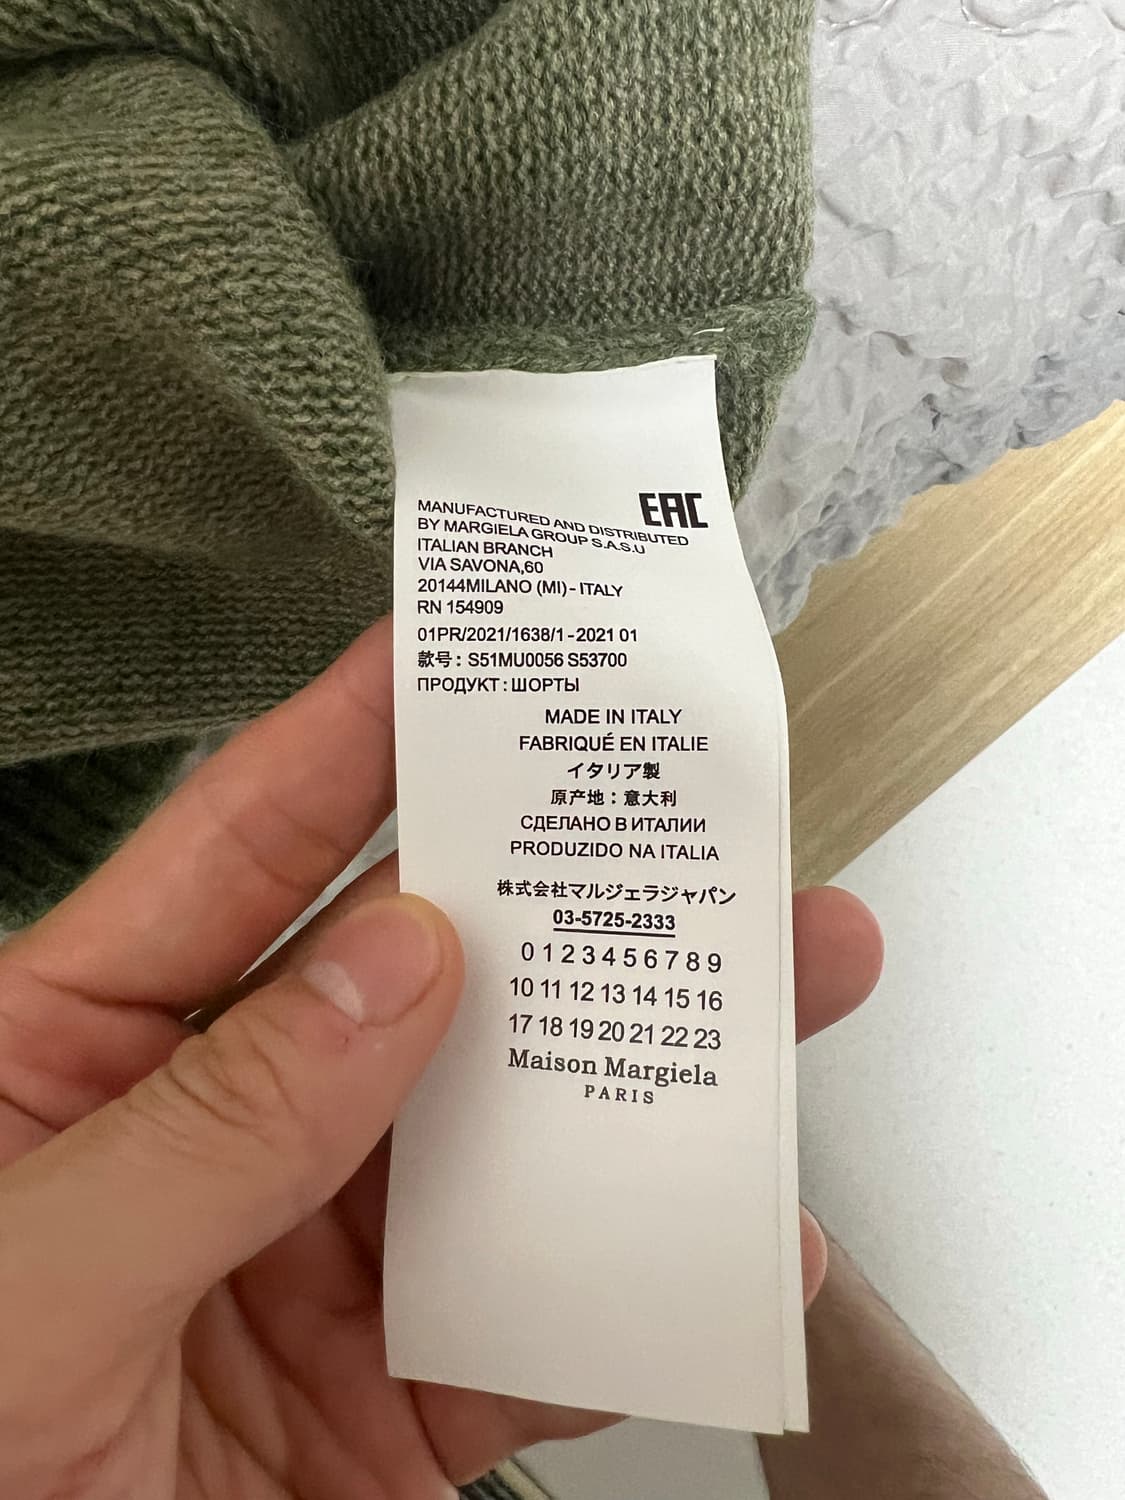 EAC
MANUFACTURED AND DISTRIBUTED
BY MARGIELA GROUP S.A.S.U
ITALIAN BRANCH
VIA SAVONA,60
20144MILANO (MI)-ITALY
RN 154909
01PR/2021/1638/1-2021 01
款号: S51MU0056 S53700
ПРОДУКТ: ШОРТЫ
MADE IN ITALY
FABRIQUÉ EN ITALIE
イタリア製
原产地：意大利
СДЕЛАНО В ИТАЛИИ
PRODUZIDO NA ITALIA
株式会社マルジェラジャパン
03-5725-2333
0 1 2 3 4 5 6 7 8 9
10 11 12 13 14 15 16
17 18 19 20 21 22 23
Maison Margiela
PARIS